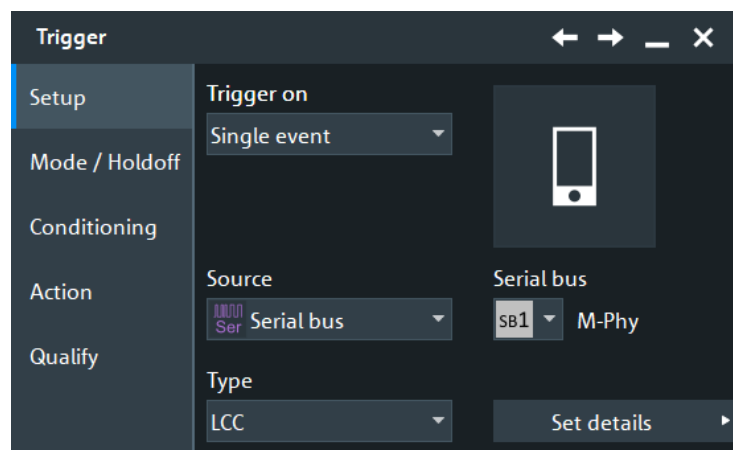 Trigger
Setup
Mode / Holdoff
Conditioning
Action
Qualify
Trigger on
Single event
Source
Ser Serial bus
Serial bus
SB1 M-Phy
Type
LCC
Set details